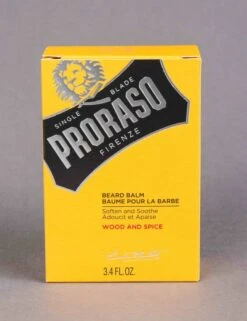 SINGLE BLADE
PRORASO
FIRENZE
BEARD BALM
BAUME POUR LA BARBE
Soften and Soothe
Adoucit et Apaise
WOOD AND SPICE
3.4 FL.OZ.